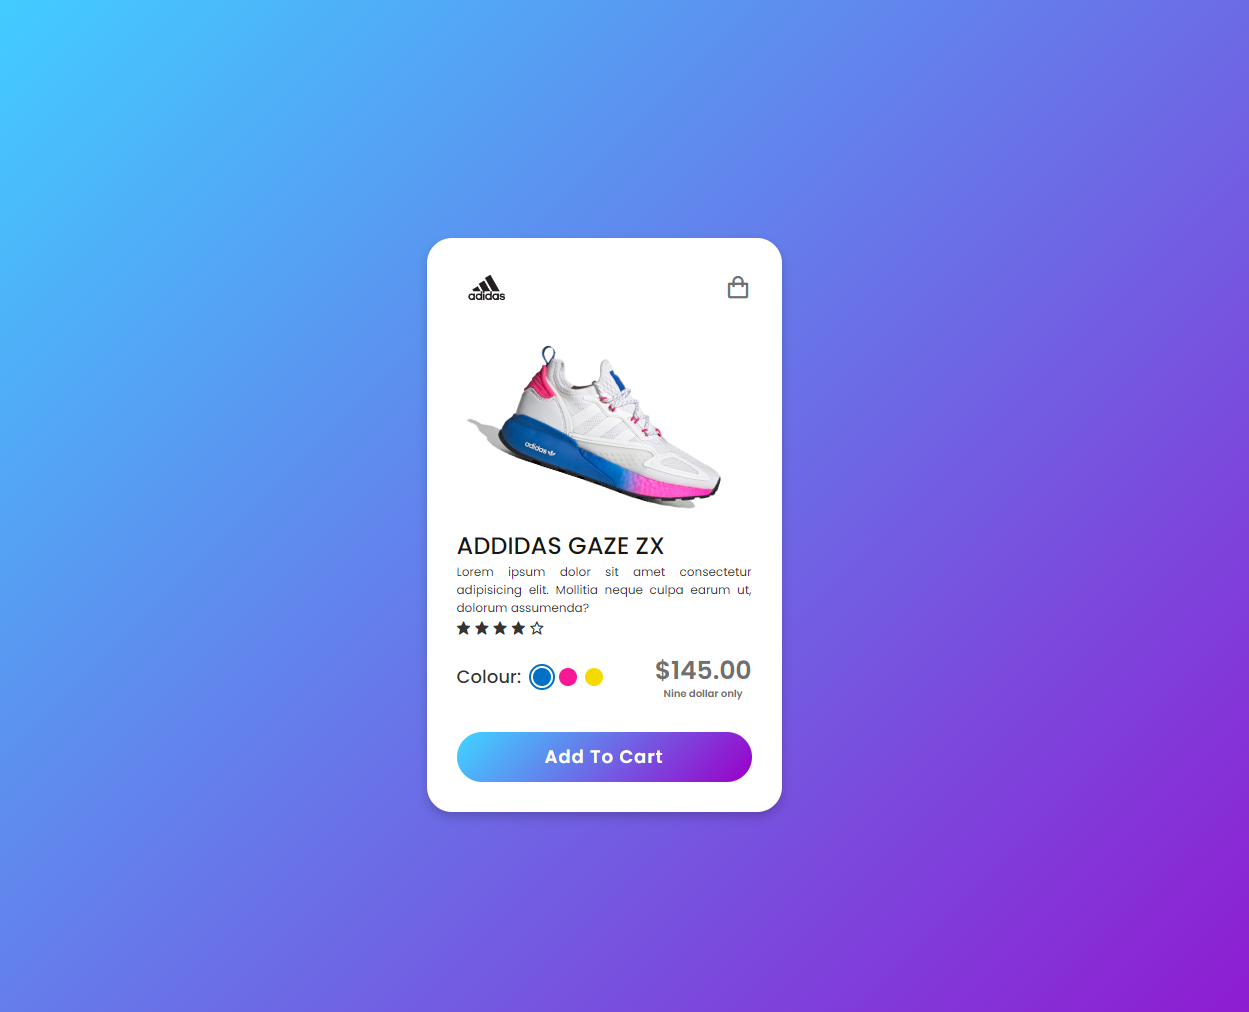 adidas
adidas
ADDIDAS GAZE ZX
Lorem ipsum dolor sit amet consectetur
adipisicing elit. Mollitia neque culpa earum ut,
dolorum assumenda?
Colour:
$145.00
Nine dollar only
Add To Cart